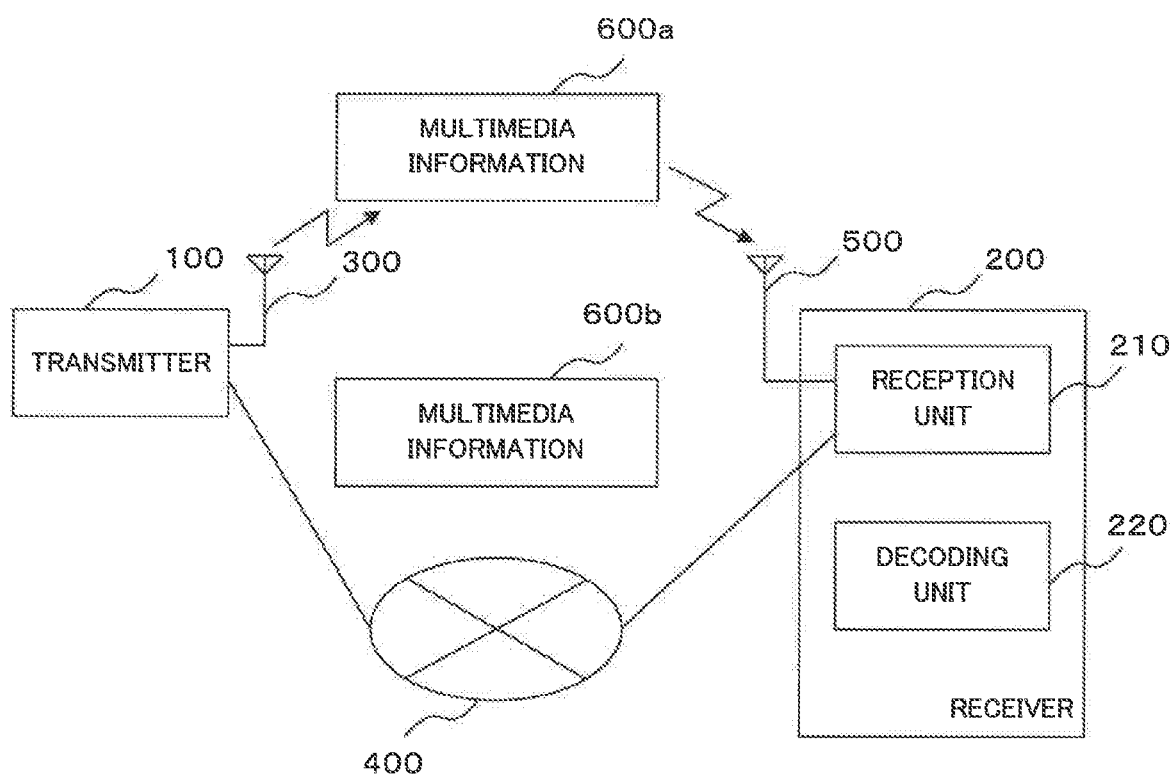 600a
MULTIMEDIA
INFORMATION
100
300
500
200
TRANSMITTER
600b
210
RECEPTION
UNIT
MULTIMEDIA
INFORMATION
220
DECODING
UNIT
RECEIVER
400